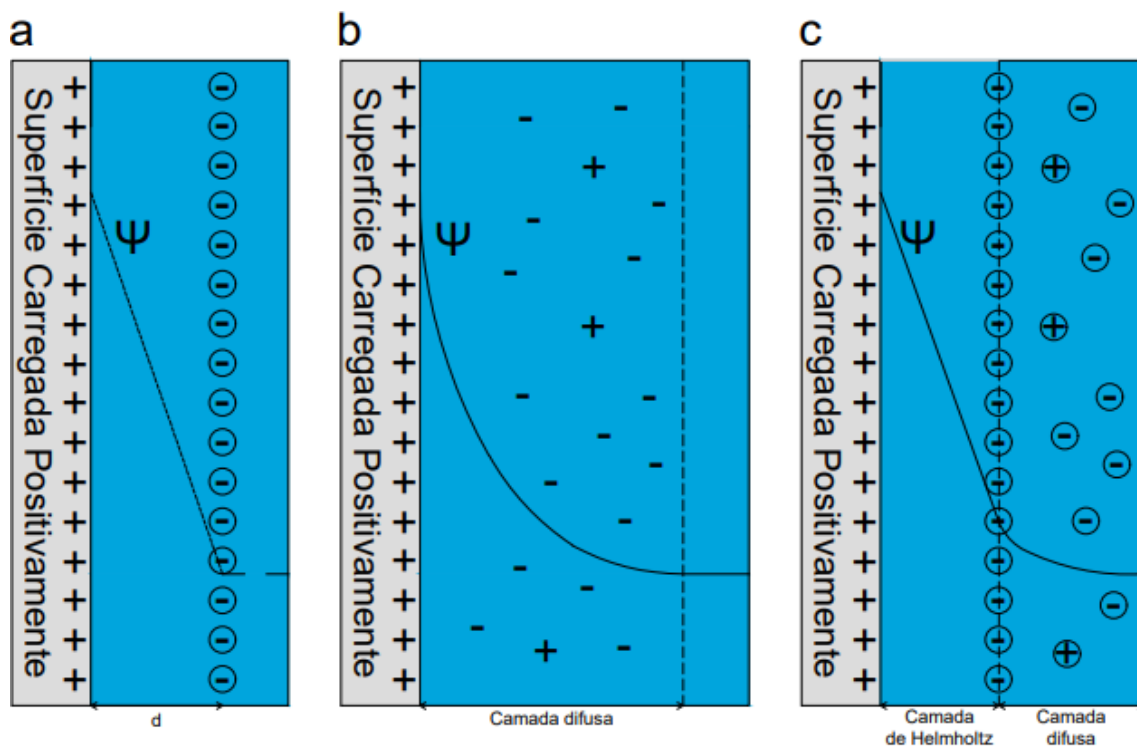 a
b
c
Superfície Carregada Positivamente
Ψ
d
Superfície Carregada Positivamente
Ψ
Camada difusa
Superfície Carregada Positivamente
Ψ
Camada
de Helmholtz
Camada
difusa